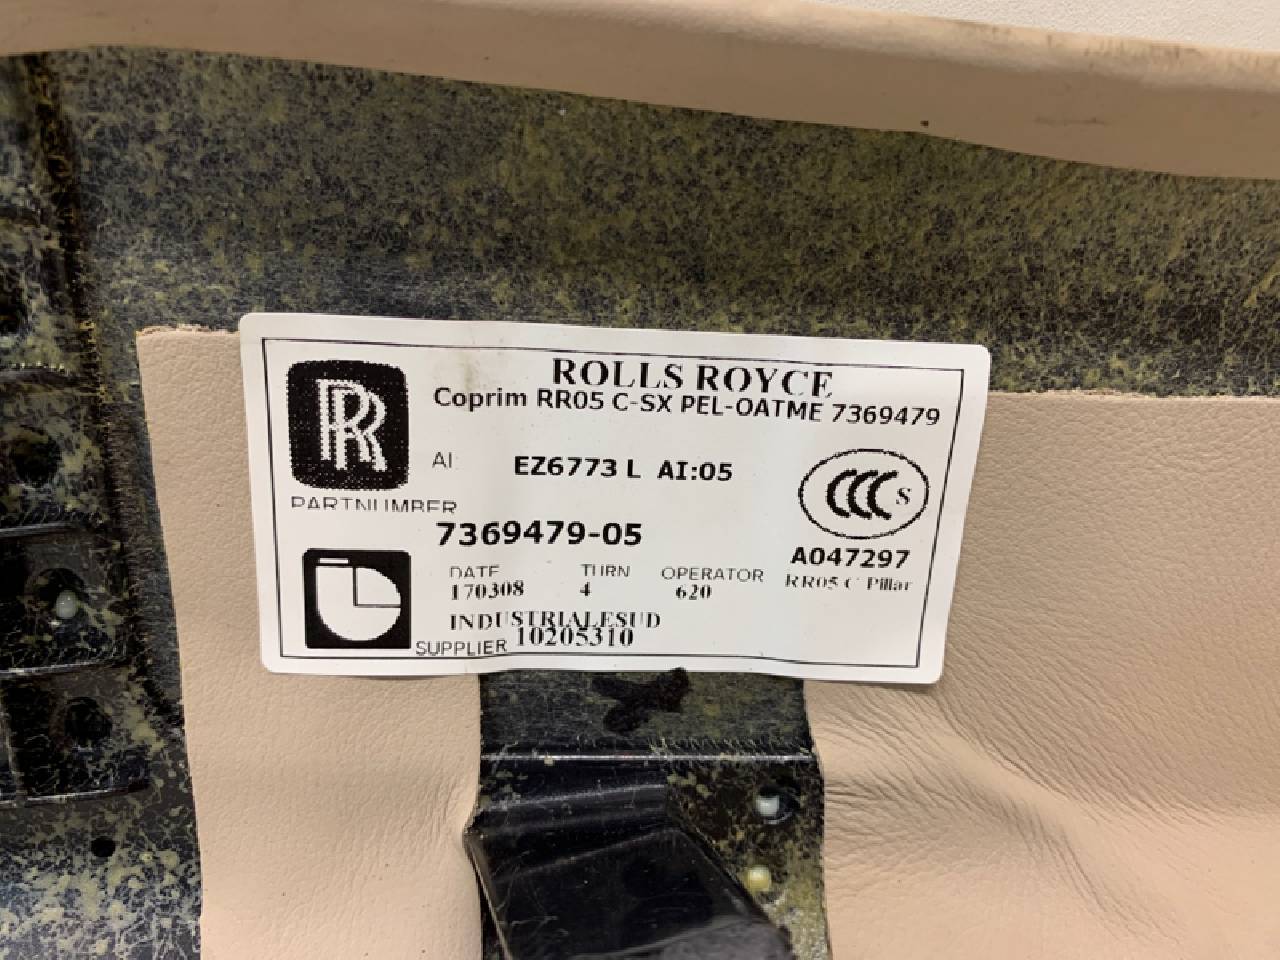 ROLLS ROYCE
Coprim RR05 C-SX PEL-OATME 7369479
RR
AI
EZ6773 L AI:05
CCC S
PARTNUMBER
7369479-05
A047297
DATE TURN OPERATOR
RR05 C Pillar
170308 4 620
INDUSTRIALESUD
SUPPLIER 10205310